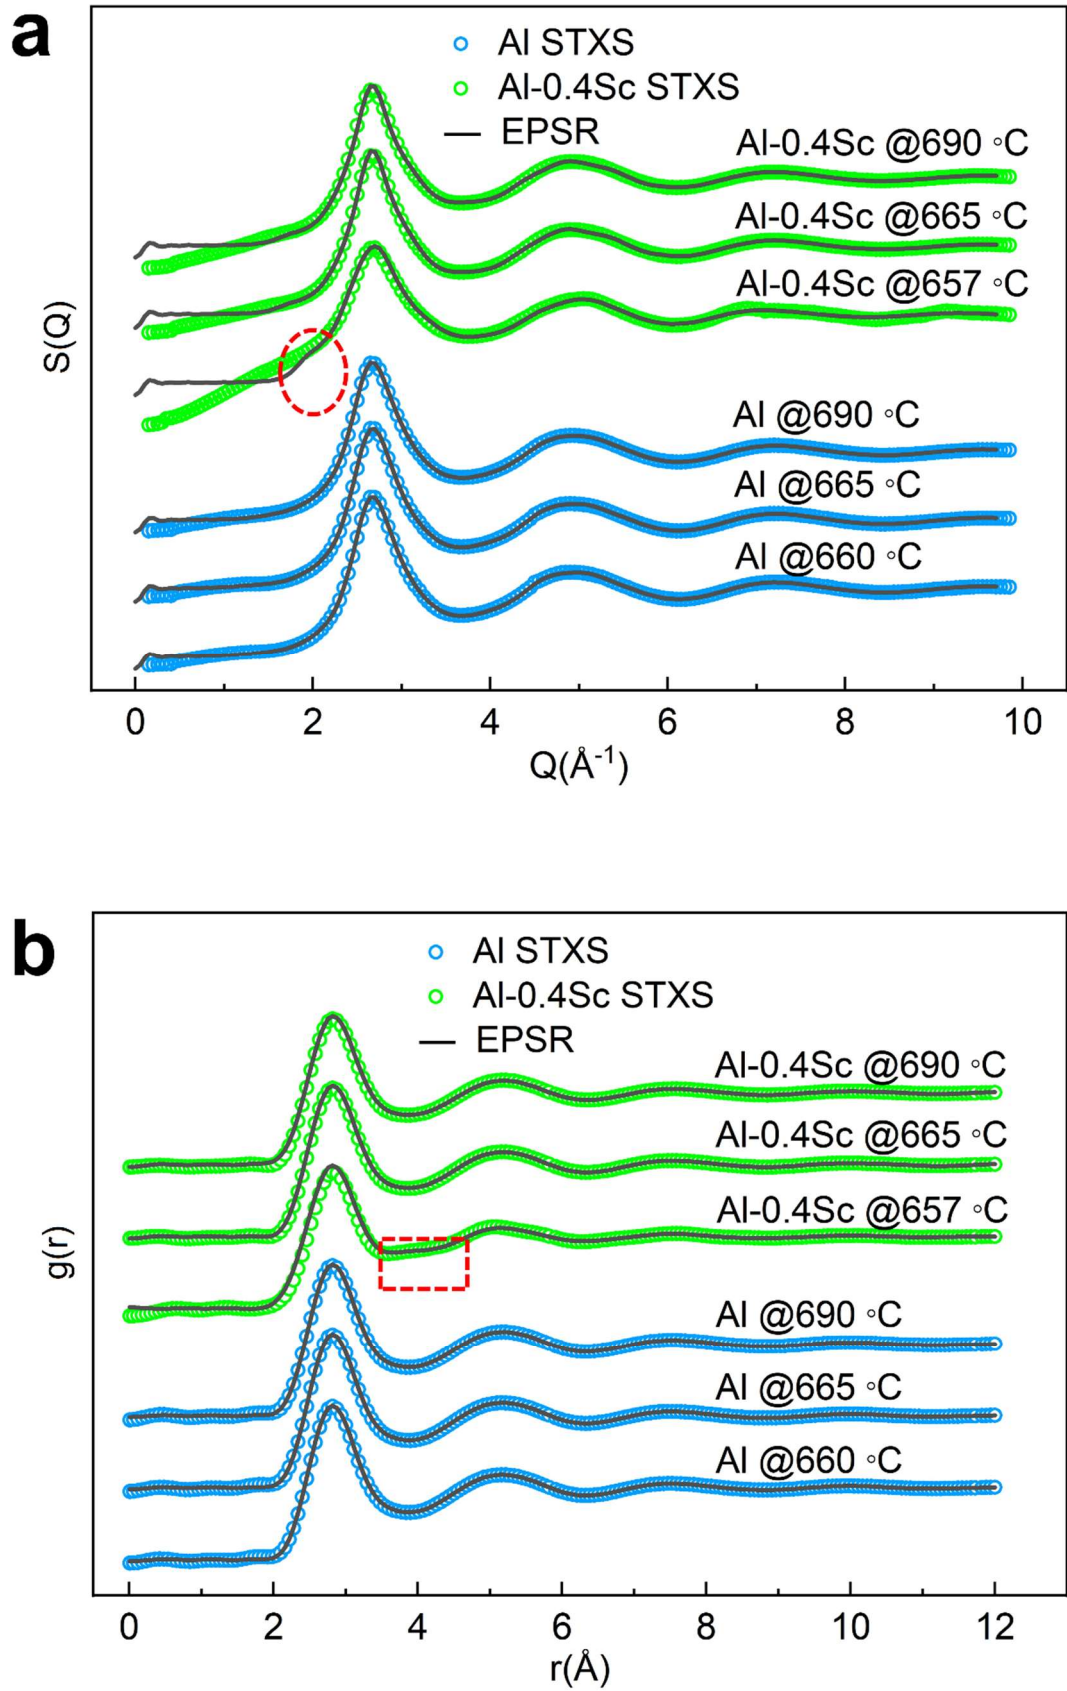 a
Al STXS
Al-0.4Sc STXS
EPSR
Al-0.4Sc @690 °C
Al-0.4Sc @665 °C
Al-0.4Sc @657 °C
Al @690 °C
Al @665 °C
Al @660 °C
S(Q)
0 2 4 6 8 10
Q(Å⁻¹)
b
Al STXS
Al-0.4Sc STXS
EPSR
Al-0.4Sc @690 °C
Al-0.4Sc @665 °C
Al-0.4Sc @657 °C
Al @690 °C
Al @665 °C
Al @660 °C
g(r)
0 2 4 6 8 10 12
r(Å)